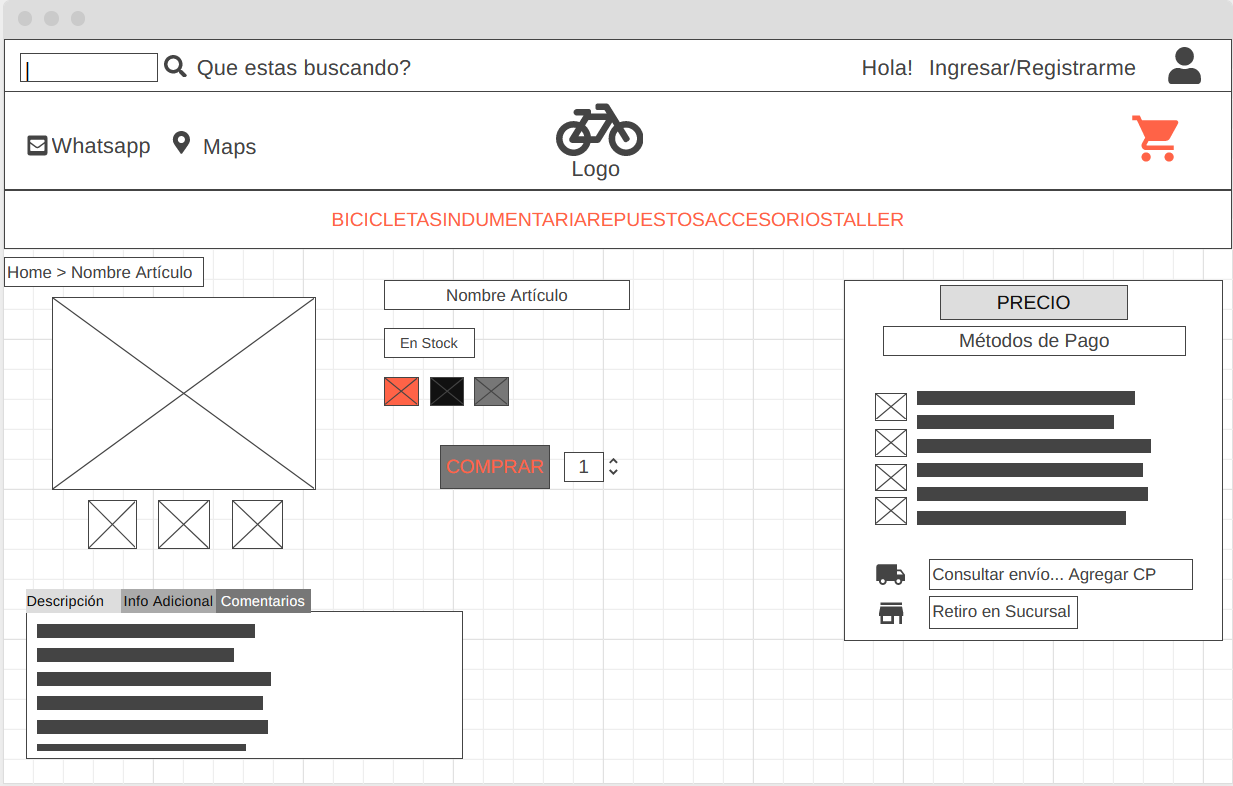 Que estas buscando?
Hola! Ingresar/Registrarme
Whatsapp
Maps
Logo
BICICLETASINDUMENTARIAREPUESTOSACCESORIOSTALLER
Home > Nombre Artículo
Nombre Artículo
En Stock
COMPRAR
1
PRECIO
Métodos de Pago
Consultar envío... Agregar CP
Retiro en Sucursal
Descripción Info Adicional Comentarios